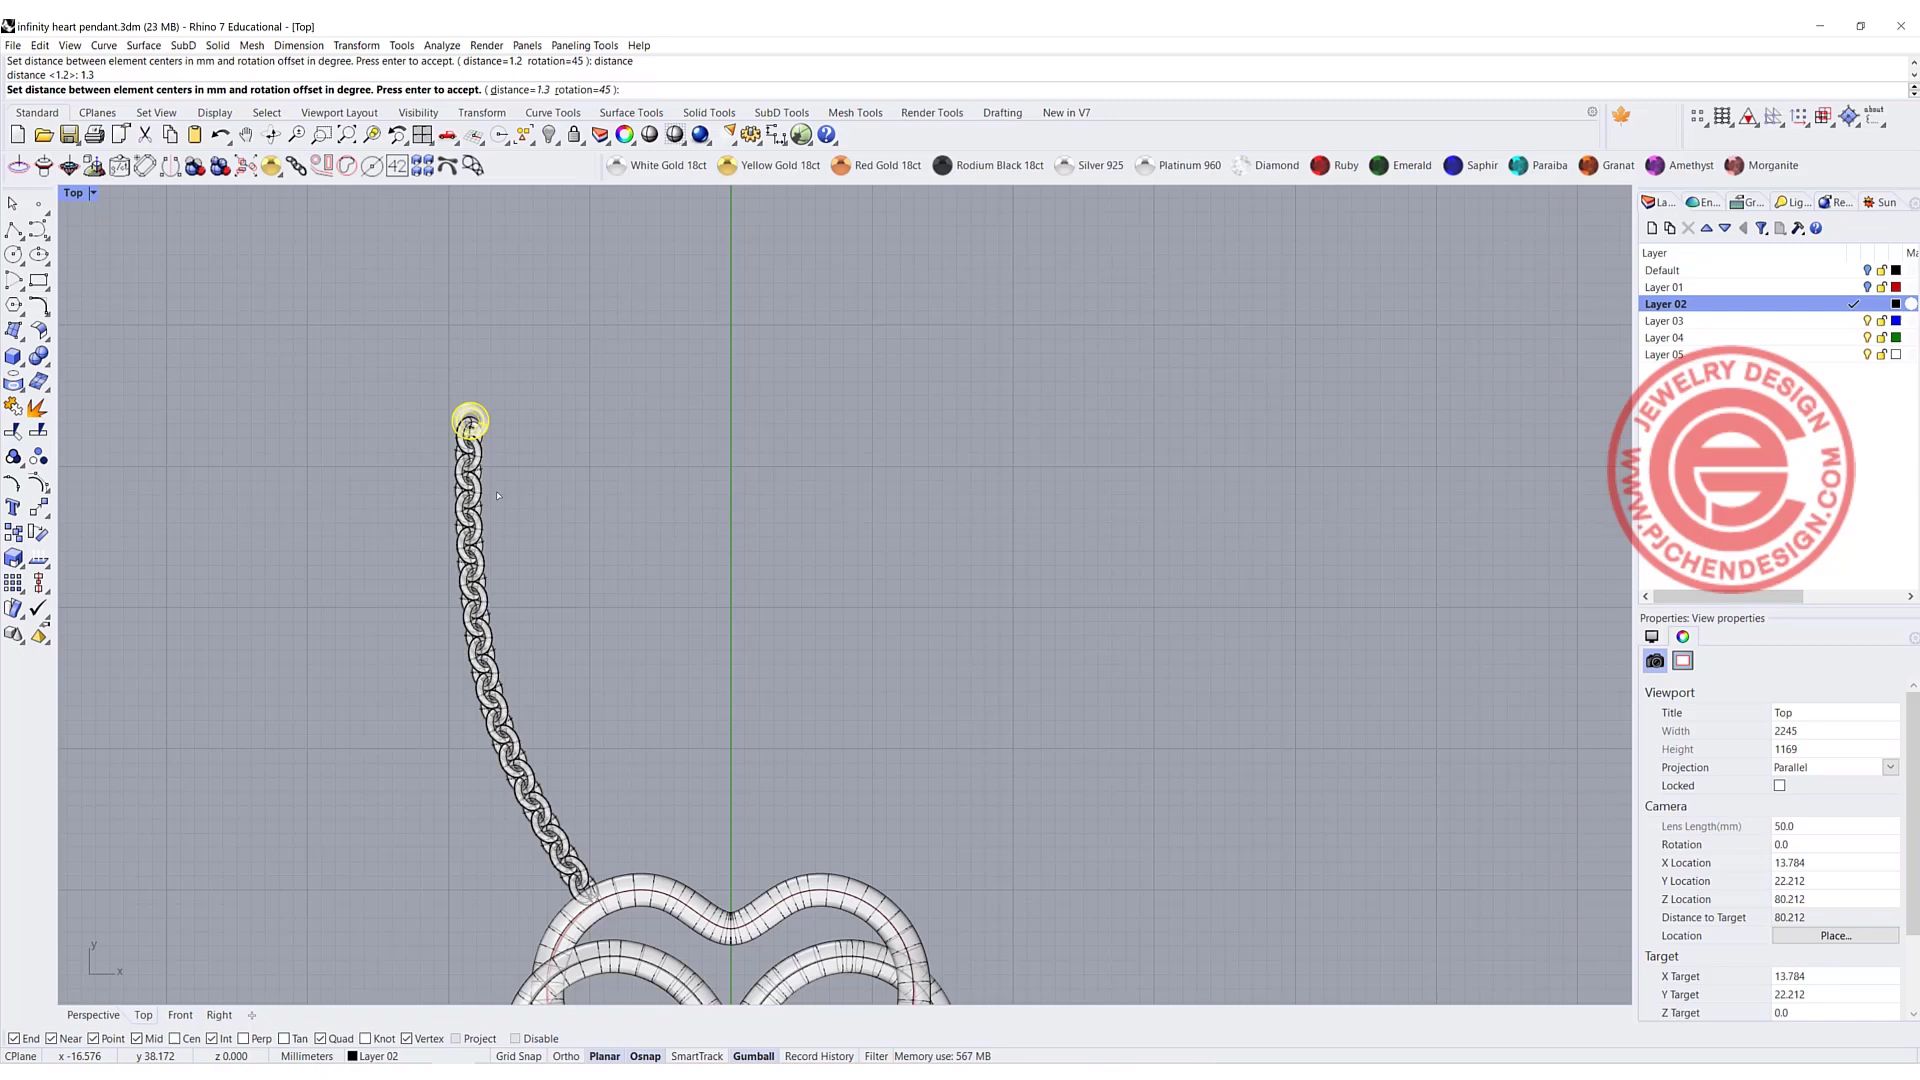 infinity heart pendant.3dm (23 MB) - Rhino 7 Educational - [Top]
File Edit View Curve Surface SubD Solid Mesh Dimension Transform Tools Analyze Render Panels Paneling Tools Help
Set distance between element centers in mm and rotation offset in degree. Press enter to accept. ( distance=1.2 rotation=45 ): distance
distance <1.2>: 1.3
Set distance between element centers in mm and rotation offset in degree. Press enter to accept. ( distance=1.3 rotation=45 ):
Standard CPlanes Set View Display Select Viewport Layout Visibility Transform Curve Tools Surface Tools Solid Tools SubD Tools Mesh Tools Render Tools Drafting New in V7
about
E...
42
White Gold 18ct Yellow Gold 18ct Red Gold 18ct Rodium Black 18ct Silver 925 Platinum 960 Diamond Ruby Emerald Saphir Paraiba Granat Amethyst Morganite
Top
La... En... Gr... Lig... Re... Sun
Layer Ma
Default
Layer 01
Layer 02
Layer 03
Layer 04
Layer 05
JEWELRY DESIGN
WWW.PJCHENDESIGN.COM
Properties: View properties
Viewport
Title Top
Width 2245
Height 1169
Projection Parallel
Locked
Camera
Lens Length(mm) 50.0
Rotation 0.0
X Location 13.784
Y Location 22.212
Z Location 80.212
Distance to Target 80.212
Location Place...
Target
X Target 13.784
Y Target 22.212
Z Target 0.0
y
x
Perspective Top Front Right
End Near Point Mid Cen Int Perp Tan Quad Knot Vertex Project Disable
CPlane x -16.576 y 38.172 z 0.000 Millimeters Layer 02 Grid Snap Ortho Planar Osnap SmartTrack Gumball Record History Filter Memory use: 567 MB